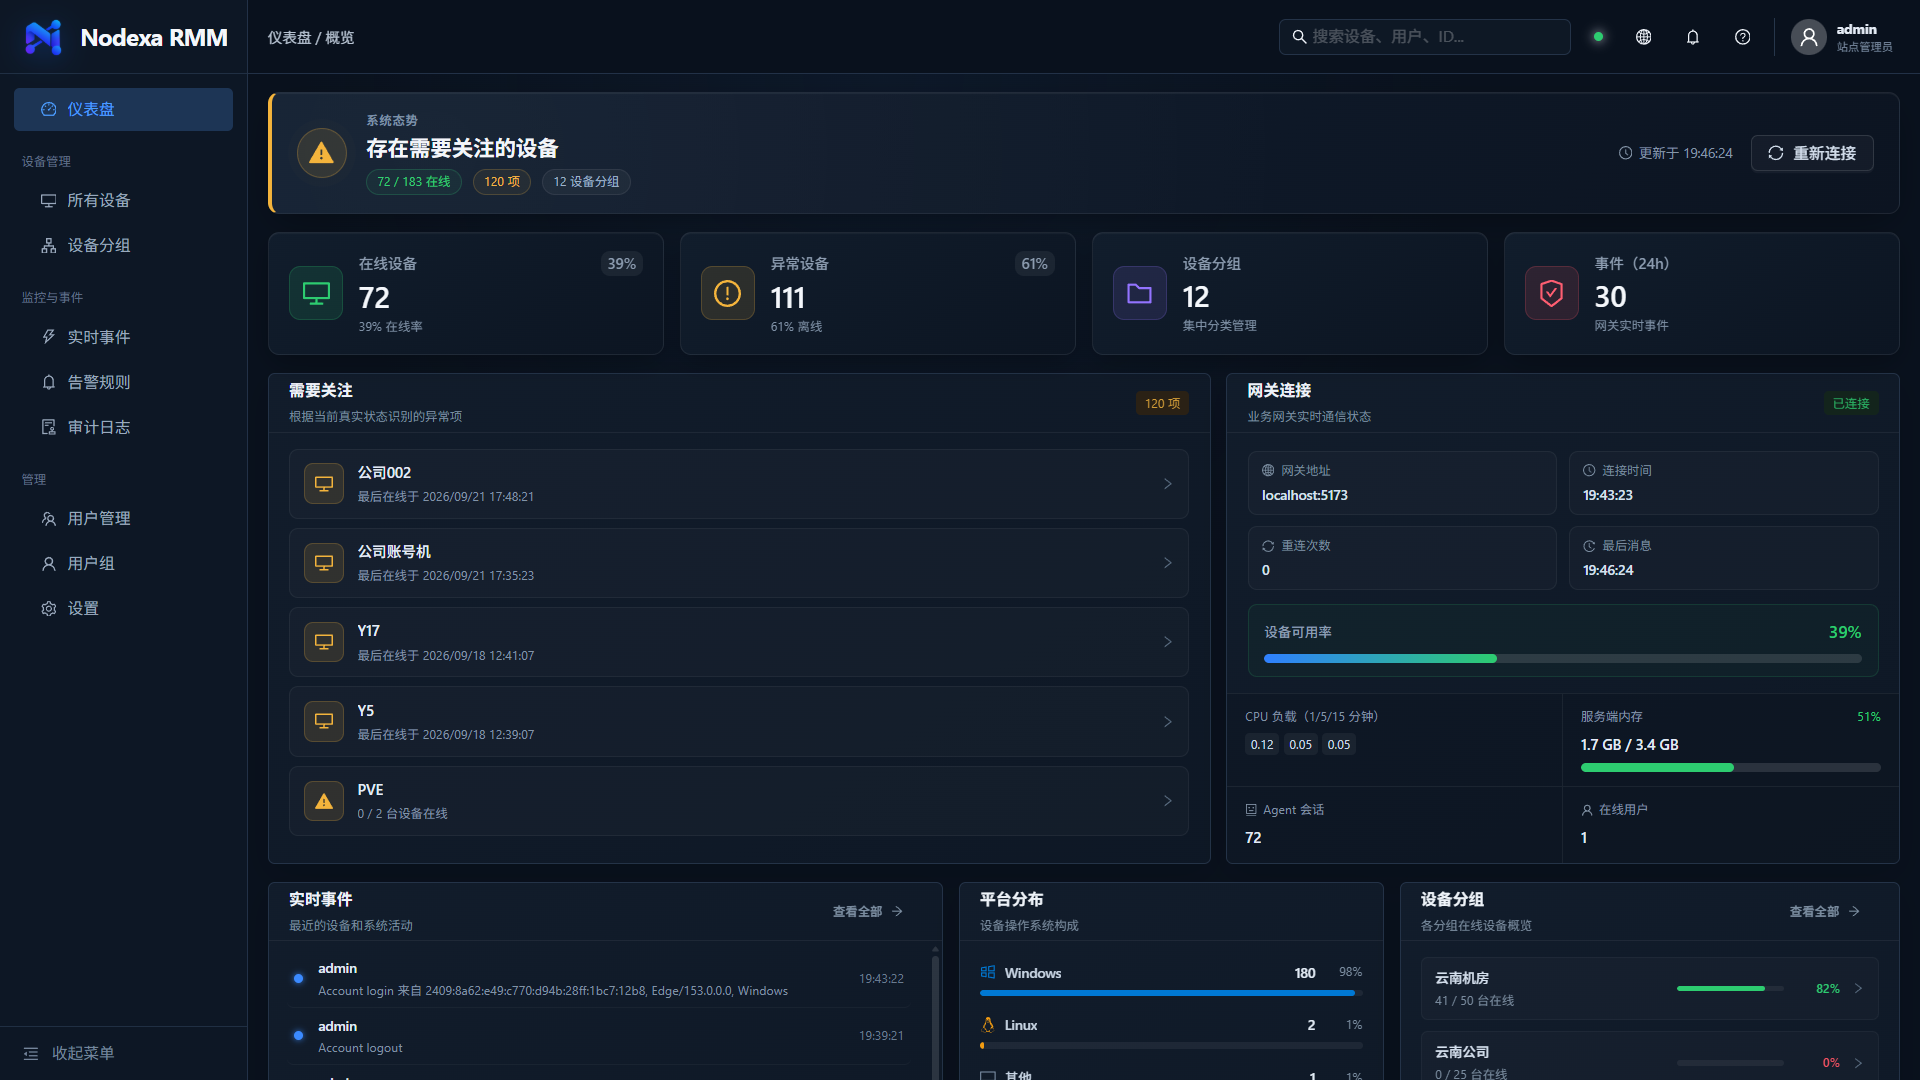 Nodexa RMM
仪表盘 / 概览
搜索设备、用户、ID...
admin
站点管理员
仪表盘
设备管理
所有设备
设备分组
监控与事件
实时事件
告警规则
审计日志
管理
用户管理
用户组
设置
收起菜单
系统态势
存在需要关注的设备
72 / 183 在线
120 项
12 设备分组
更新于 19:46:24
重新连接
在线设备
39%
72
39% 在线率
异常设备
61%
111
61% 离线
设备分组
12
集中分类管理
事件（24h）
30
网关实时事件
需要关注
根据当前真实状态识别的异常项
120 项
公司002
最后在线于 2026/09/21 17:48:21
公司账号机
最后在线于 2026/09/21 17:35:23
Y17
最后在线于 2026/09/18 12:41:07
Y5
最后在线于 2026/09/18 12:39:07
PVE
0 / 2 台设备在线
网关连接
业务网关实时通信状态
已连接
网关地址
localhost:5173
连接时间
19:43:23
重连次数
0
最后消息
19:46:24
设备可用率
39%
CPU 负载（1/5/15 分钟）
0.12 0.05 0.05
服务端内存
51%
1.7 GB / 3.4 GB
Agent 会话
72
在线用户
1
实时事件
最近的设备和系统活动
查看全部
admin
Account login 来自 2409:8a62:e49:c770:d94b:28ff:1bc7:12b8, Edge/153.0.0.0, Windows
19:43:22
admin
Account logout
19:39:21
平台分布
设备操作系统构成
Windows
180
98%
Linux
2
1%
其他
1
1%
设备分组
各分组在线设备概览
查看全部
云南机房
41 / 50 台在线
82%
云南公司
0 / 25 台在线
0%